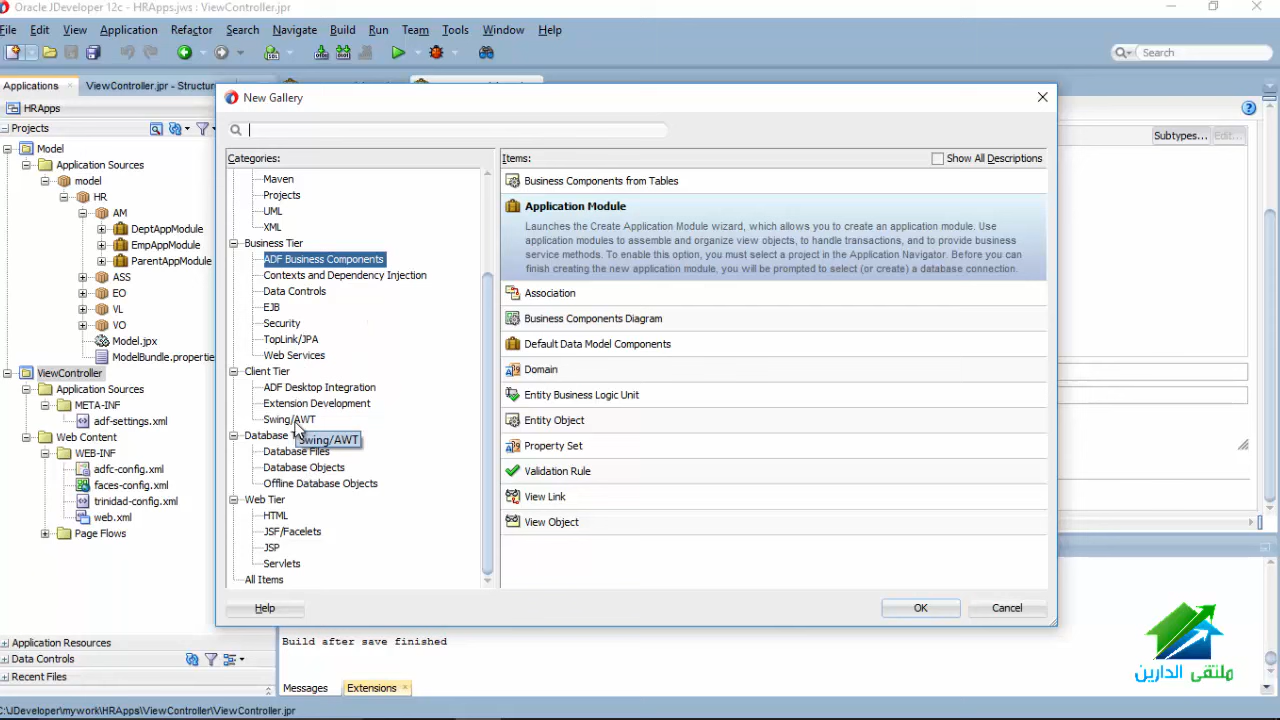 Oracle JDeveloper 12c - HRApps.jws : ViewController.jpr
File Edit View Application Refactor Search Navigate Build Run Team Tools Window Help
Search
Applications
ViewController.jpr - Structure
HRApps
Projects
Model
Application Sources
model
HR
AM
DeptAppModule
EmpAppModule
ParentAppModule
ASS
EO
VL
VO
Model.jpx
ModelBundle.propertie
ViewController
Application Sources
META-INF
adf-settings.xml
Web Content
WEB-INF
adfc-config.xml
faces-config.xml
trinidad-config.xml
web.xml
Page Flows
Application Resources
Data Controls
Recent Files
New Gallery
Categories:
Maven
Projects
UML
XML
Business Tier
ADF Business Components
Contexts and Dependency Injection
Data Controls
EJB
Security
TopLink/JPA
Web Services
Client Tier
ADF Desktop Integration
Extension Development
Swing/AWT
Swing/AWT
Database T
Database Files
Database Objects
Offline Database Objects
Web Tier
HTML
JSF/Facelets
JSP
Servlets
All Items
Items:
Show All Descriptions
Business Components from Tables
Application Module
Launches the Create Application Module wizard, which allows you to create an application module. Use
application modules to assemble and organize view objects, to handle transactions, and to provide business
service methods. To enable this option, you must select a project in the Application Navigator. Before you can
finish creating the new application module, you will be prompted to select (or create) a database connection.
Association
Business Components Diagram
Default Data Model Components
Domain
Entity Business Logic Unit
Entity Object
Property Set
Validation Rule
View Link
View Object
Help
OK
Cancel
Subtypes... Edit...
Build after save finished
Messages
Extensions
ملتقى الدارين
C:\JDeveloper\mywork\HRApps\ViewController\ViewController.jpr